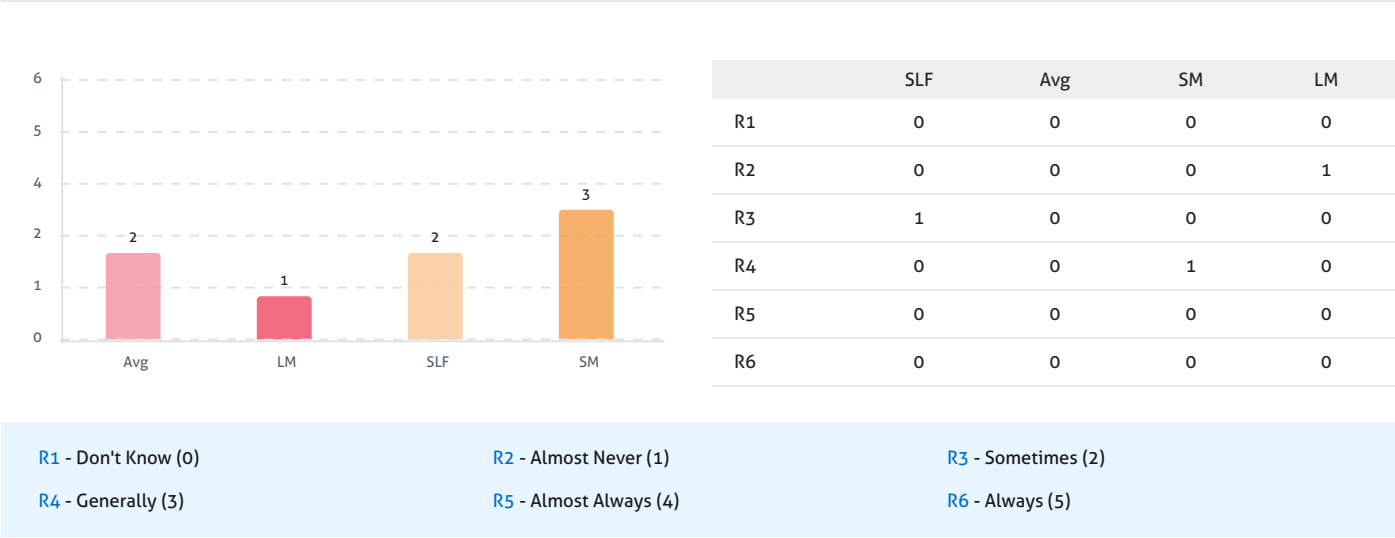 6
5
4
2
1
0
2
1
2
3
Avg LM SLF SM
SLF Avg SM LM
R1 0 0 0 0
R2 0 0 0 1
R3 1 0 0 0
R4 0 0 1 0
R5 0 0 0 0
R6 0 0 0 0
R1 - Don't Know (0) R2 - Almost Never (1) R3 - Sometimes (2)
R4 - Generally (3) R5 - Almost Always (4) R6 - Always (5)